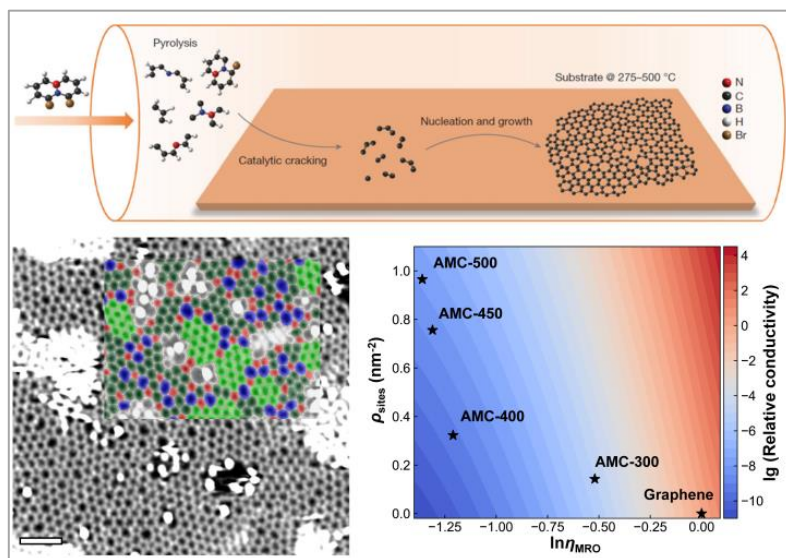 Pyrolysis
Catalytic cracking
Nucleation and growth
Substrate @ 275–500 °C
N
C
B
H
Br
ρsites (nm⁻²)
1.0
0.8
0.6
0.4
0.2
0.0
AMC-500
AMC-450
AMC-400
AMC-300
Graphene
−1.25
−1.00
−0.75
−0.50
−0.25
0.00
lnηMRO
4
2
0
−2
−4
−6
−8
−10
lg (Relative conductivity)